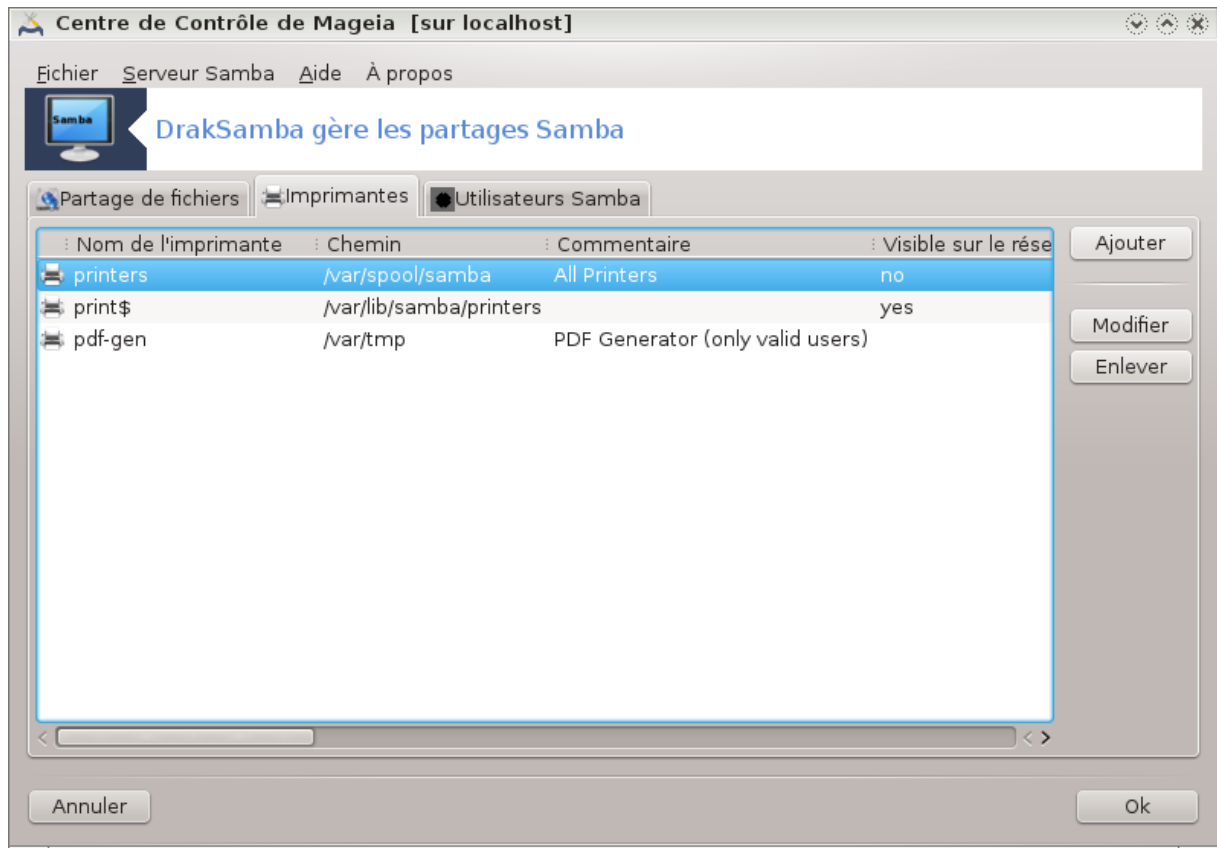 Centre de Contrôle de Mageia [sur localhost]
Fichier Serveur Samba Aide À propos
Samba
DrakSamba gère les partages Samba
Partage de fichiers Imprimantes Utilisateurs Samba
Nom de l'imprimante Chemin Commentaire Visible sur le rése
Ajouter
printers /var/spool/samba All Printers no
print$ /var/lib/samba/printers yes
Modifier
pdf-gen /var/tmp PDF Generator (only valid users)
Enlever
Annuler Ok